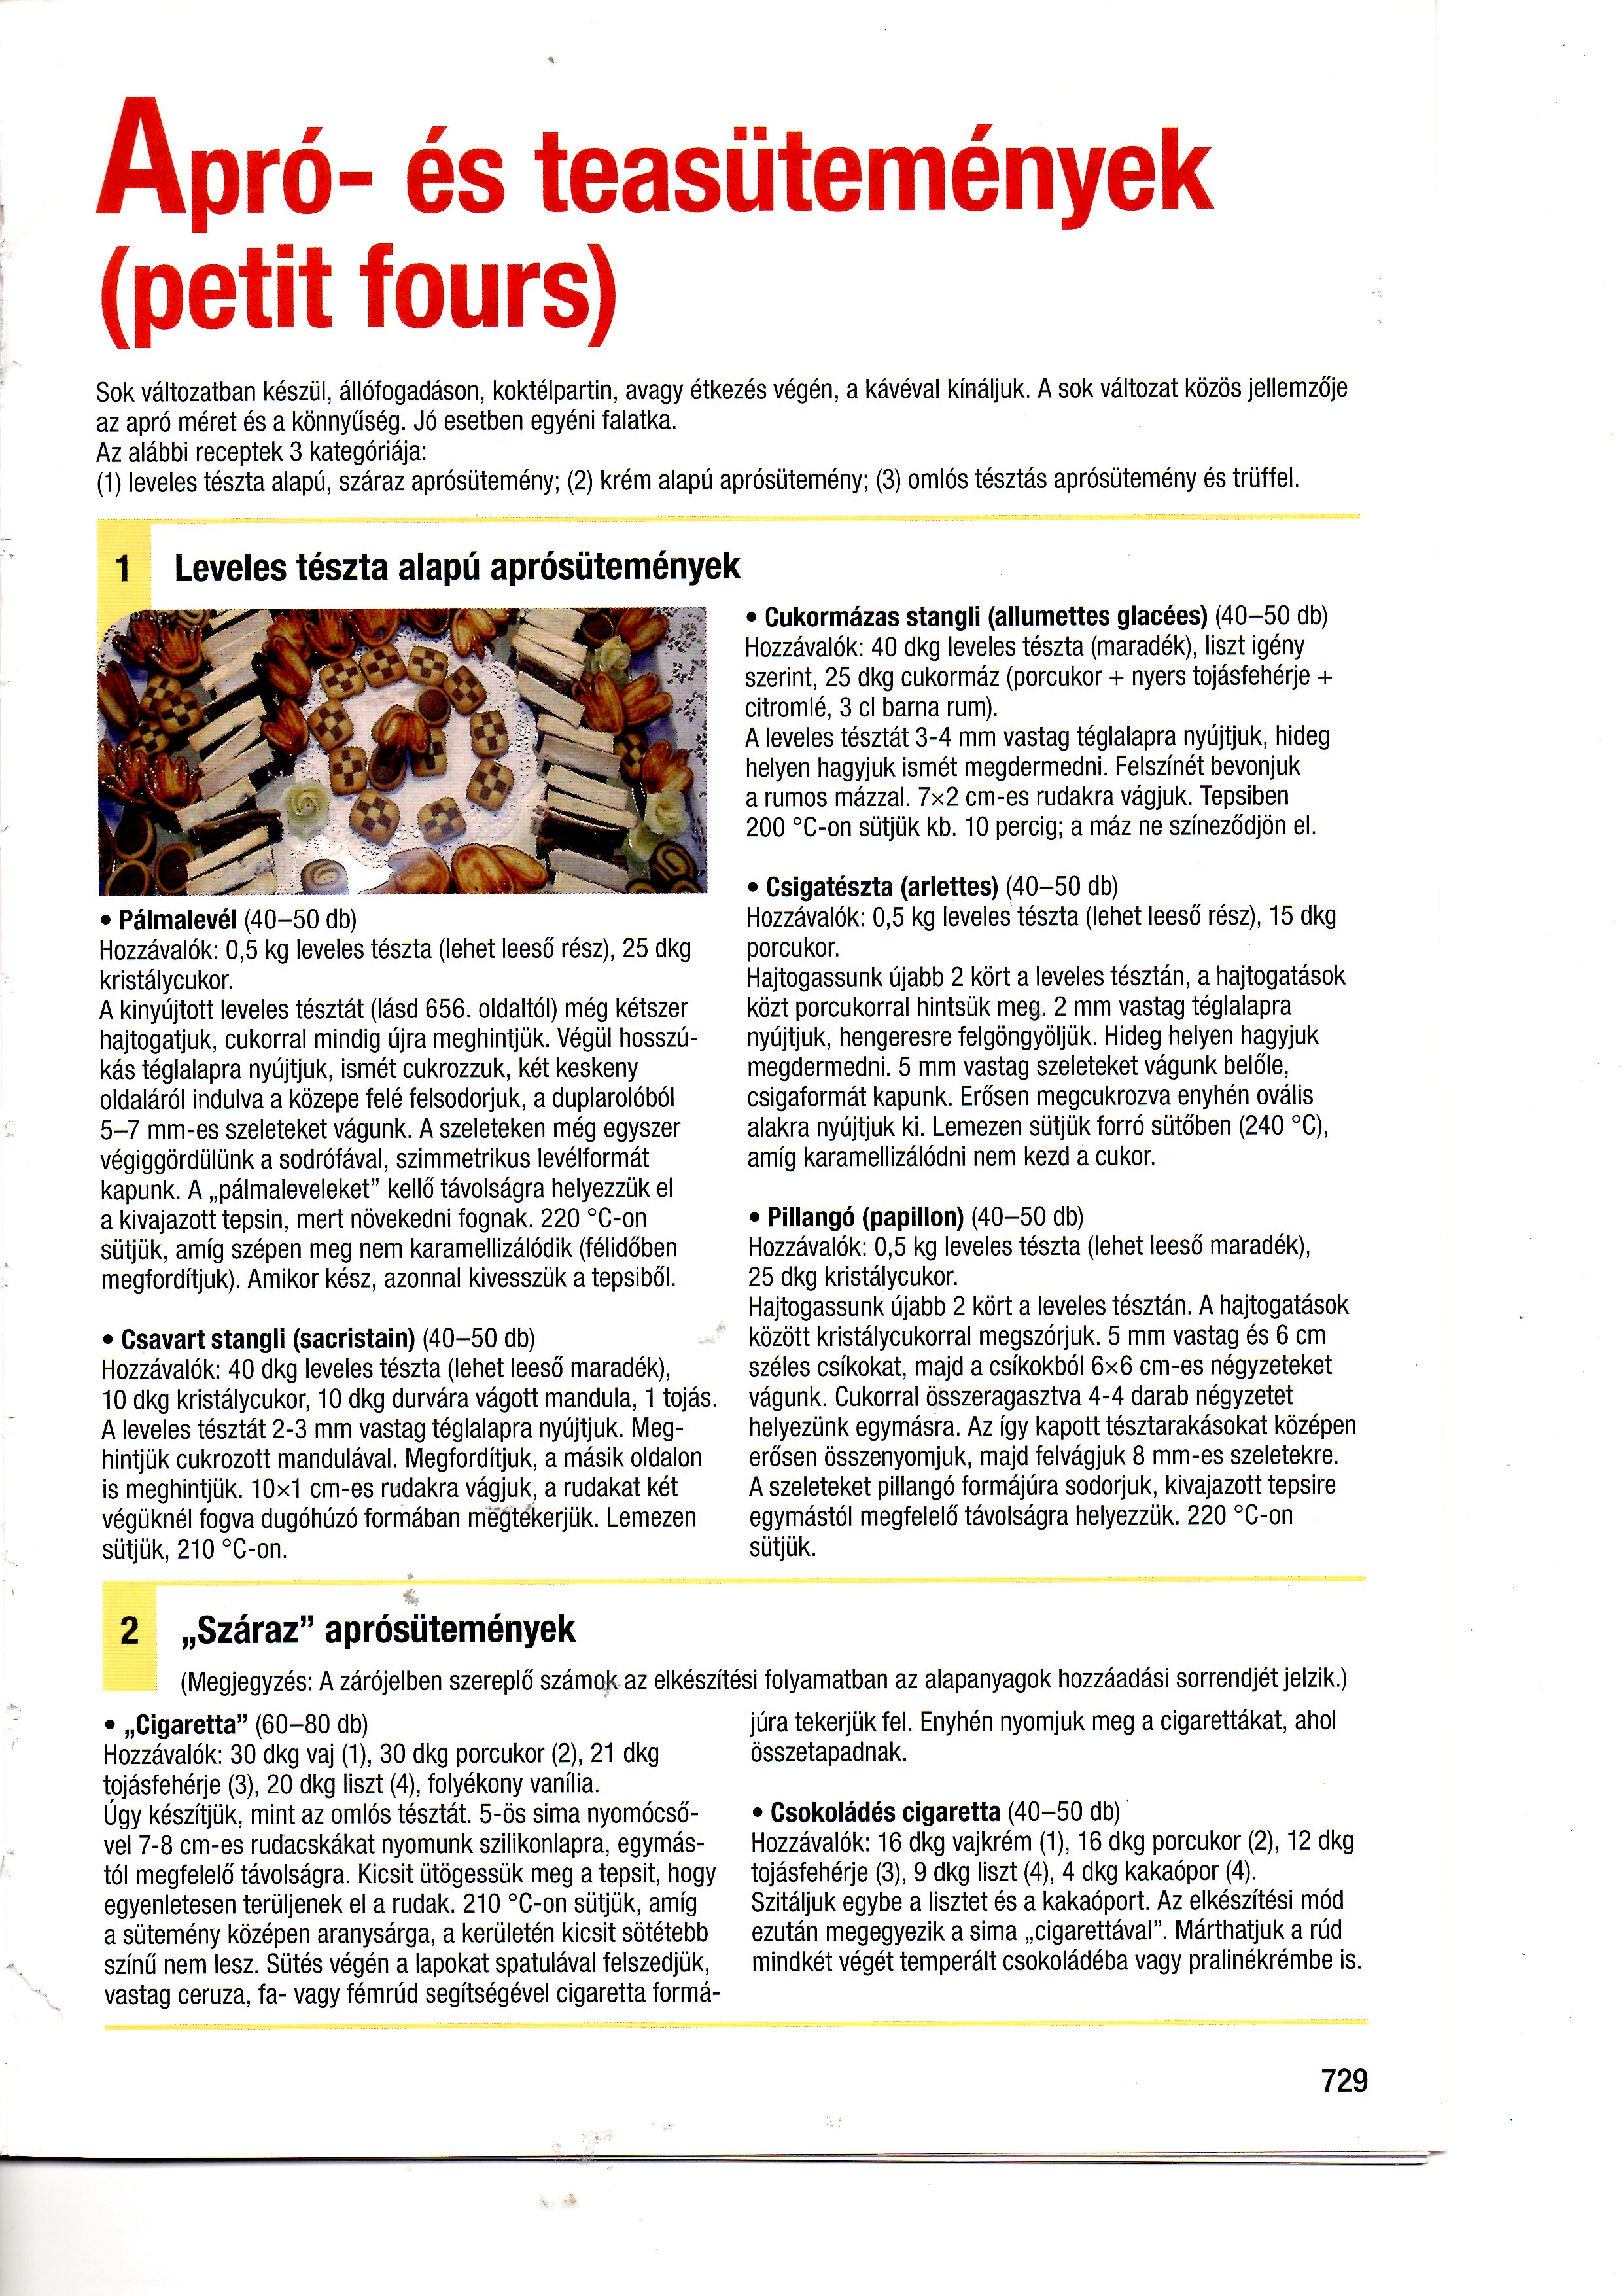 Apró- és teasütemények
(petit fours)
Sok változatban készül, állófogadáson, koktélpartin, avagy étkezés végén, a kávéval kínáljuk. A sok változat közös jellemzője
az apró méret és a könnyűség. Jó esetben egyéni falatka.
Az alábbi receptek 3 kategóriája:
(1) leveles tészta alapú, száraz aprósütemény; (2) krém alapú aprósütemény; (3) omlós tésztás aprósütemény és trüffel.
1 Leveles tészta alapú aprósütemények
• Pálmalevél (40–50 db)
Hozzávalók: 0,5 kg leveles tészta (lehet leeső rész), 25 dkg
kristálycukor.
A kinyújtott leveles tésztát (lásd 656. oldaltól) még kétszer
hajtogatjuk, cukorral mindig újra meghintjük. Végül hosszú-
kás téglalapra nyújtjuk, ismét cukrozzuk, két keskeny
oldaláról indulva a közepe felé felsodorjuk, a duplarolóból
5–7 mm-es szeleteket vágunk. A szeleteken még egyszer
végiggördülünk a sodrófával, szimmetrikus levélformát
kapunk. A „pálmaleveleket” kellő távolságra helyezzük el
a kivajazott tepsin, mert növekedni fognak. 220 °C-on
sütjük, amíg szépen meg nem karamellizálódik (félidőben
megfordítjuk). Amikor kész, azonnal kivesszük a tepsiből.
• Csavart stangli (sacristain) (40–50 db)
Hozzávalók: 40 dkg leveles tészta (lehet leeső maradék),
10 dkg kristálycukor, 10 dkg durvára vágott mandula, 1 tojás.
A leveles tésztát 2-3 mm vastag téglalapra nyújtjuk. Meg-
hintjük cukrozott mandulával. Megfordítjuk, a másik oldalon
is meghintjük. 10x1 cm-es rudakra vágjuk, a rudakat két
végüknél fogva dugóhúzó formában megtekerjük. Lemezen
sütjük, 210 °C-on.
• Cukormázas stangli (allumettes glacées) (40–50 db)
Hozzávalók: 40 dkg leveles tészta (maradék), liszt igény
szerint, 25 dkg cukormáz (porcukor + nyers tojásfehérje +
citromlé, 3 cl barna rum).
A leveles tésztát 3-4 mm vastag téglalapra nyújtjuk, hideg
helyen hagyjuk ismét megdermedni. Felszínét bevonjuk
a rumos mázzal. 7x2 cm-es rudakra vágjuk. Tepsiben
200 °C-on sütjük kb. 10 percig; a máz ne színeződjön el.
• Csigatészta (arlettes) (40–50 db)
Hozzávalók: 0,5 kg leveles tészta (lehet leeső rész), 15 dkg
porcukor.
Hajtogassunk újabb 2 kört a leveles tésztán, a hajtogatások
közt porcukorral hintsük meg. 2 mm vastag téglalapra
nyújtjuk, hengeresre felgöngyöljük. Hideg helyen hagyjuk
megdermedni. 5 mm vastag szeleteket vágunk belőle,
csigaformát kapunk. Erősen megcukrozva enyhén ovális
alakra nyújtjuk ki. Lemezen sütjük forró sütőben (240 °C),
amíg karamellizálódni nem kezd a cukor.
• Pillangó (papillon) (40–50 db)
Hozzávalók: 0,5 kg leveles tészta (lehet leeső maradék),
25 dkg kristálycukor.
Hajtogassunk újabb 2 kört a leveles tésztán. A hajtogatások
között kristálycukorral megszórjuk. 5 mm vastag és 6 cm
széles csíkokat, majd a csíkokból 6x6 cm-es négyzeteket
vágunk. Cukorral összeragasztva 4-4 darab négyzetet
helyezünk egymásra. Az így kapott tésztarakásokat középen
erősen összenyomjuk, majd felvágjuk 8 mm-es szeletekre.
A szeleteket pillangó formájúra sodorjuk, kivajazott tepsire
egymástól megfelelő távolságra helyezzük. 220 °C-on
sütjük.
2 „Száraz” aprósütemények
(Megjegyzés: A zárójelben szereplő számok az elkészítési folyamatban az alapanyagok hozzáadási sorrendjét jelzik.)
• „Cigaretta” (60–80 db)
Hozzávalók: 30 dkg vaj (1), 30 dkg porcukor (2), 21 dkg
tojásfehérje (3), 20 dkg liszt (4), folyékony vanília.
Úgy készítjük, mint az omlós tésztát. 5-ös sima nyomócső-
vel 7-8 cm-es rudacskákat nyomunk szilikonlapra, egymás-
tól megfelelő távolságra. Kicsit ütögessük meg a tepsit, hogy
egyenletesen terüljenek el a rudak. 210 °C-on sütjük, amíg
a sütemény középen aranysárga, a kerületén kicsit sötétebb
színű nem lesz. Sütés végén a lapokat spatulával felszedjük,
vastag ceruza, fa- vagy fémrúd segítségével cigaretta formá-
júra tekerjük fel. Enyhén nyomjuk meg a cigarettákat, ahol
összetapadnak.
• Csokoládés cigaretta (40–50 db)
Hozzávalók: 16 dkg vajkrém (1), 16 dkg porcukor (2), 12 dkg
tojásfehérje (3), 9 dkg liszt (4), 4 dkg kakaópor (4).
Szitáljuk egybe a lisztet és a kakaóport. Az elkészítési mód
ezután megegyezik a sima „cigarettával”. Márthatjuk a rúd
mindkét végét temperált csokoládéba vagy pralinékrémbe is.
729